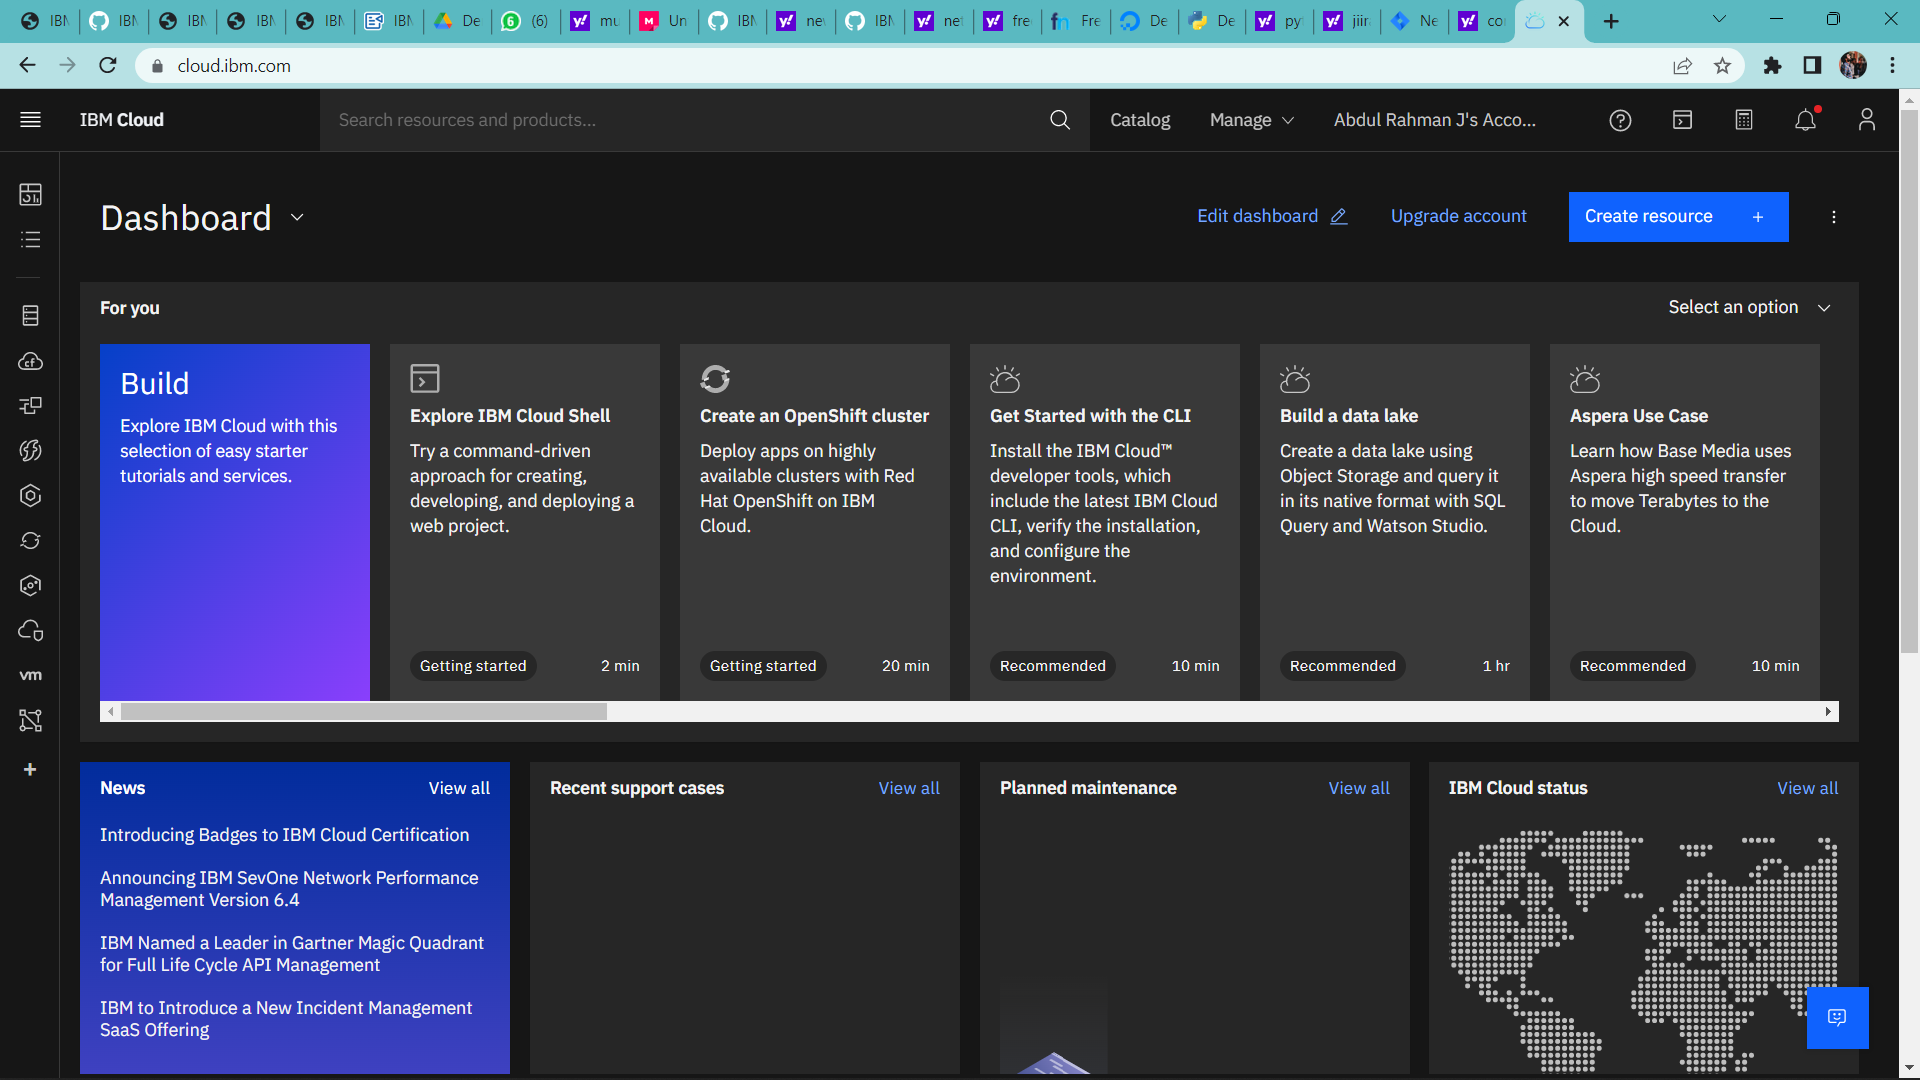 IBM
IBM
IBM
IBM
IBM
IBM
De
(6)
mu
Un
IBM
nev
IBM
net
fre
Fre
De
De
py
jiir
Ne
co
cloud.ibm.com
IBM Cloud
Search resources and products...
Catalog
Manage
Abdul Rahman J's Acco...
Dashboard
Edit dashboard
Upgrade account
Create resource +
For you
Select an option
Build
Explore IBM Cloud with this
selection of easy starter
tutorials and services.
Explore IBM Cloud Shell
Try a command-driven
approach for creating,
developing, and deploying a
web project.
Getting started
2 min
Create an OpenShift cluster
Deploy apps on highly
available clusters with Red
Hat OpenShift on IBM
Cloud.
Getting started
20 min
Get Started with the CLI
Install the IBM Cloud™
developer tools, which
include the latest IBM Cloud
CLI, verify the installation,
and configure the
environment.
Recommended
10 min
Build a data lake
Create a data lake using
Object Storage and query it
in its native format with SQL
Query and Watson Studio.
Recommended
1 hr
Aspera Use Case
Learn how Base Media uses
Aspera high speed transfer
to move Terabytes to the
Cloud.
Recommended
10 min
vm
News
View all
Introducing Badges to IBM Cloud Certification
Announcing IBM SevOne Network Performance
Management Version 6.4
IBM Named a Leader in Gartner Magic Quadrant
for Full Life Cycle API Management
IBM to Introduce a New Incident Management
SaaS Offering
Recent support cases
View all
Planned maintenance
View all
IBM Cloud status
View all